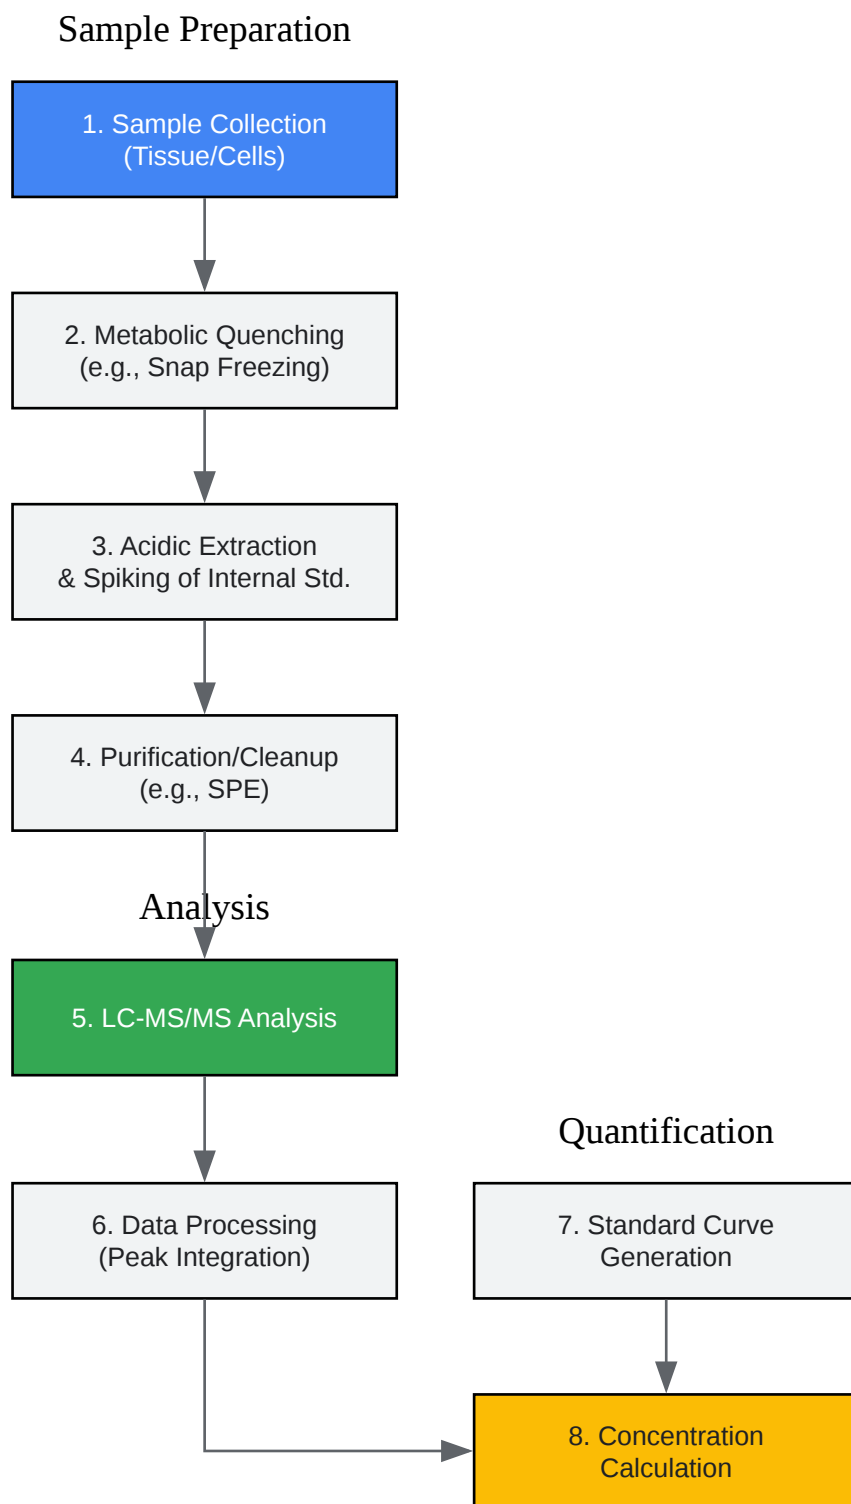 Sample Preparation
1. Sample Collection
(Tissue/Cells)
2. Metabolic Quenching
(e.g., Snap Freezing)
3. Acidic Extraction
& Spiking of Internal Std.
4. Purification/Cleanup
(e.g., SPE)
Analysis
5. LC-MS/MS Analysis
6. Data Processing
(Peak Integration)
Quantification
7. Standard Curve
Generation
8. Concentration
Calculation